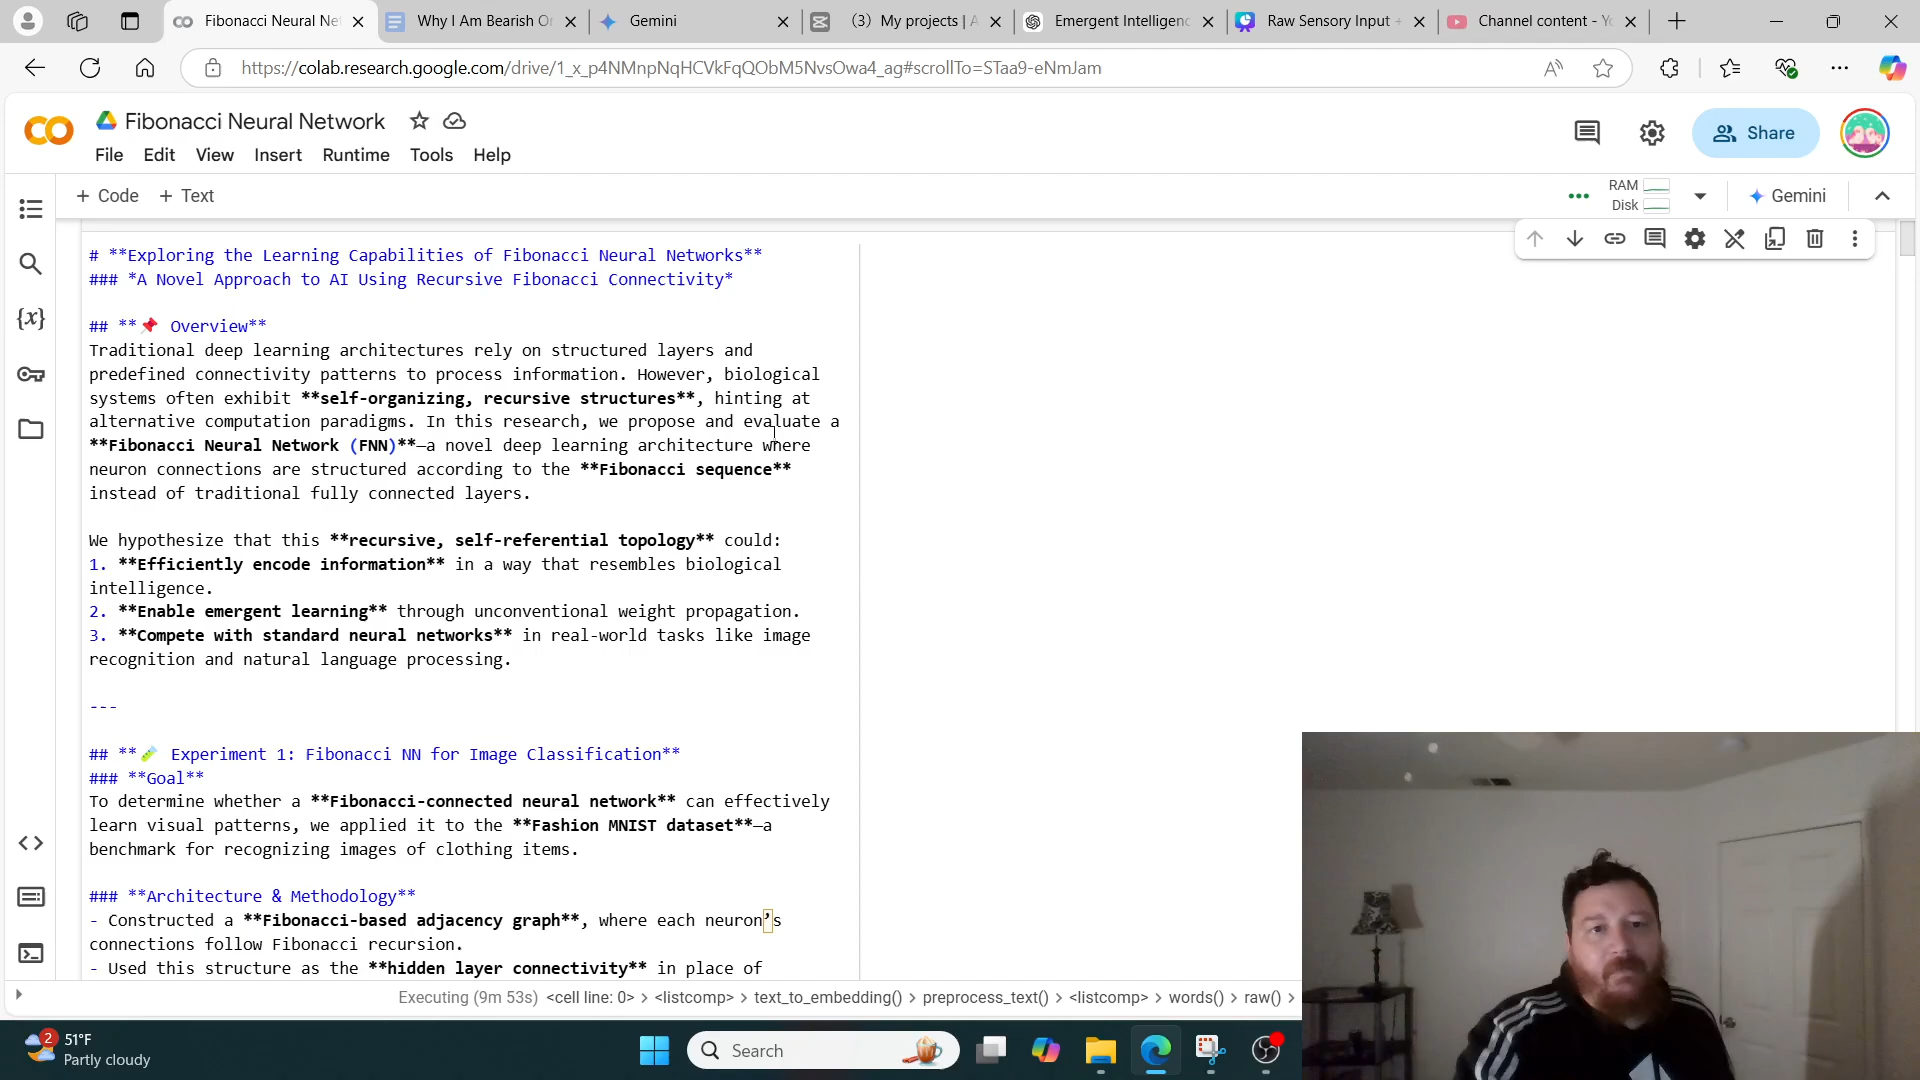 Fibonacci Neural Ne
Why I Am Bearish O
Gemini
(3) My projects | A
Emergent Intelligenc
Raw Sensory Input +
Channel content - Yo
https://colab.research.google.com/drive/1_x_p4NMnpNqHCVkFqQObM5NvsOwa4_ag#scrollTo=STaa9-eNmJam
Fibonacci Neural Network
Share
File Edit View Insert Runtime Tools Help
+ Code + Text
RAM
Disk
Gemini
# **Exploring the Learning Capabilities of Fibonacci Neural Networks**
### *A Novel Approach to AI Using Recursive Fibonacci Connectivity*
## **📌 Overview**
Traditional deep learning architectures rely on structured layers and
predefined connectivity patterns to process information. However, biological
systems often exhibit **self-organizing, recursive structures**, hinting at
alternative computation paradigms. In this research, we propose and evaluate a
**Fibonacci Neural Network (FNN)**—a novel deep learning architecture where
neuron connections are structured according to the **Fibonacci sequence**
instead of traditional fully connected layers.
We hypothesize that this **recursive, self-referential topology** could:
1. **Efficiently encode information** in a way that resembles biological
intelligence.
2. **Enable emergent learning** through unconventional weight propagation.
3. **Compete with standard neural networks** in real-world tasks like image
recognition and natural language processing.
---
## **🧪 Experiment 1: Fibonacci NN for Image Classification**
### **Goal**
To determine whether a **Fibonacci-connected neural network** can effectively
learn visual patterns, we applied it to the **Fashion MNIST dataset**—a
benchmark for recognizing images of clothing items.
### **Architecture & Methodology**
- Constructed a **Fibonacci-based adjacency graph**, where each neuron’s
connections follow Fibonacci recursion.
- Used this structure as the **hidden layer connectivity** in place of
Executing (9m 53s) <cell line: 0> > <listcomp> > text_to_embedding() > preprocess_text() > <listcomp> > words() > raw() >
2
51°F
Partly cloudy
Search